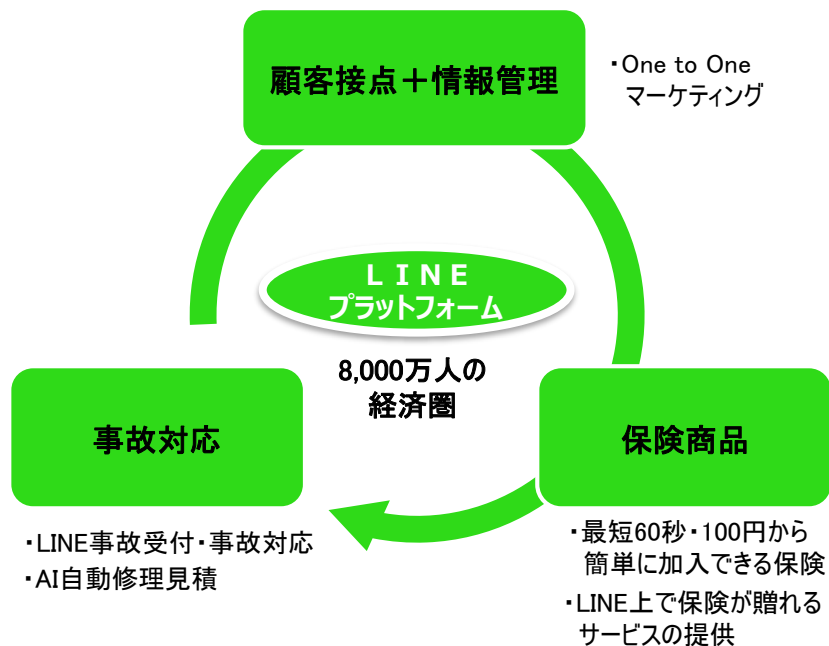 顧客接点＋情報管理
・One to One
マーケティング
ＬＩＮＥ
プラットフォーム
8,000万人の
経済圏
事故対応
保険商品
・LINE事故受付・事故対応
・AI自動修理見積
・最短60秒・100円から
簡単に加入できる保険
・LINE上で保険が贈れる
サービスの提供